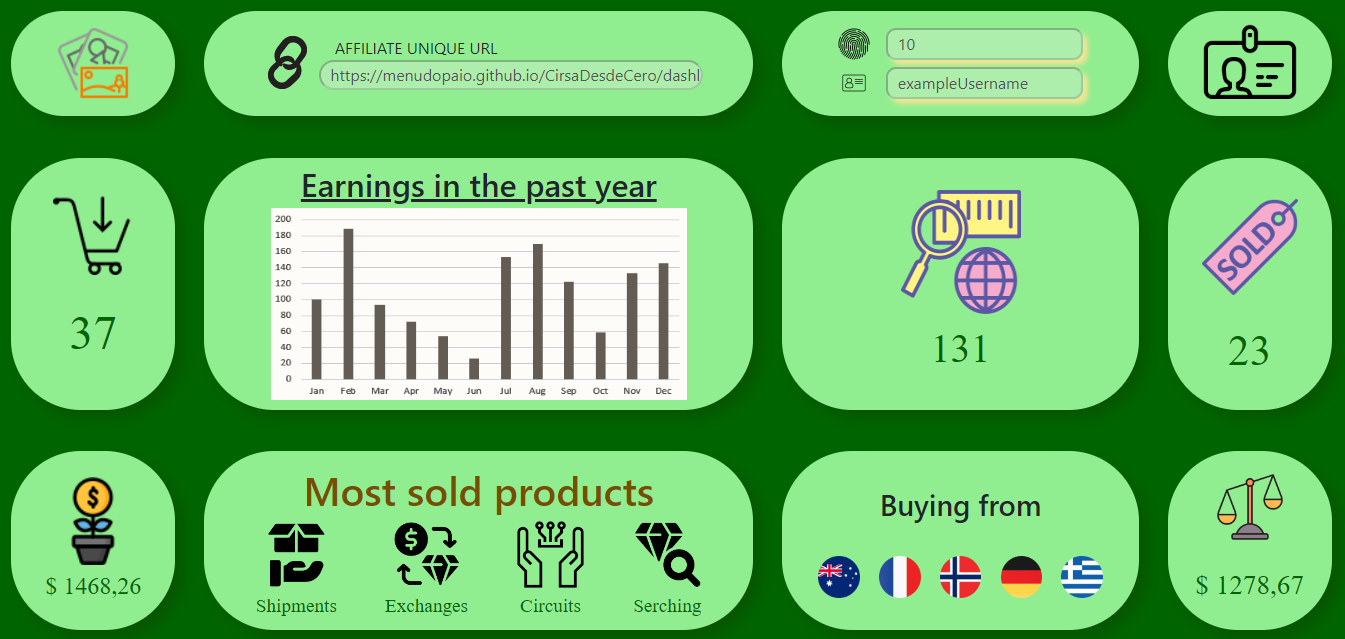 AFFILIATE UNIQUE URL
https://menudopaio.github.io/CirsaDesdeCero/dashl
10
exampleUsername
37
Earnings in the past year
200
180
160
140
120
100
80
60
40
20
0
Jan Feb Mar Apr May Jun Jul Aug Sep Oct Nov Dec
131
SOLD
23
$
$ 1468,26
Most sold products
$
Shipments Exchanges Circuits Serching
Buying from
$ 1278,67